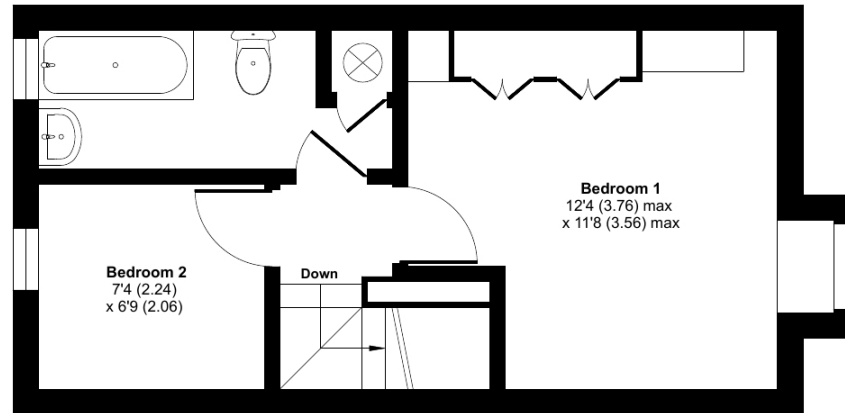 Bedroom 1
12'4 (3.76) max
x 11'8 (3.56) max
Bedroom 2
7'4 (2.24)
x 6'9 (2.06)
Down